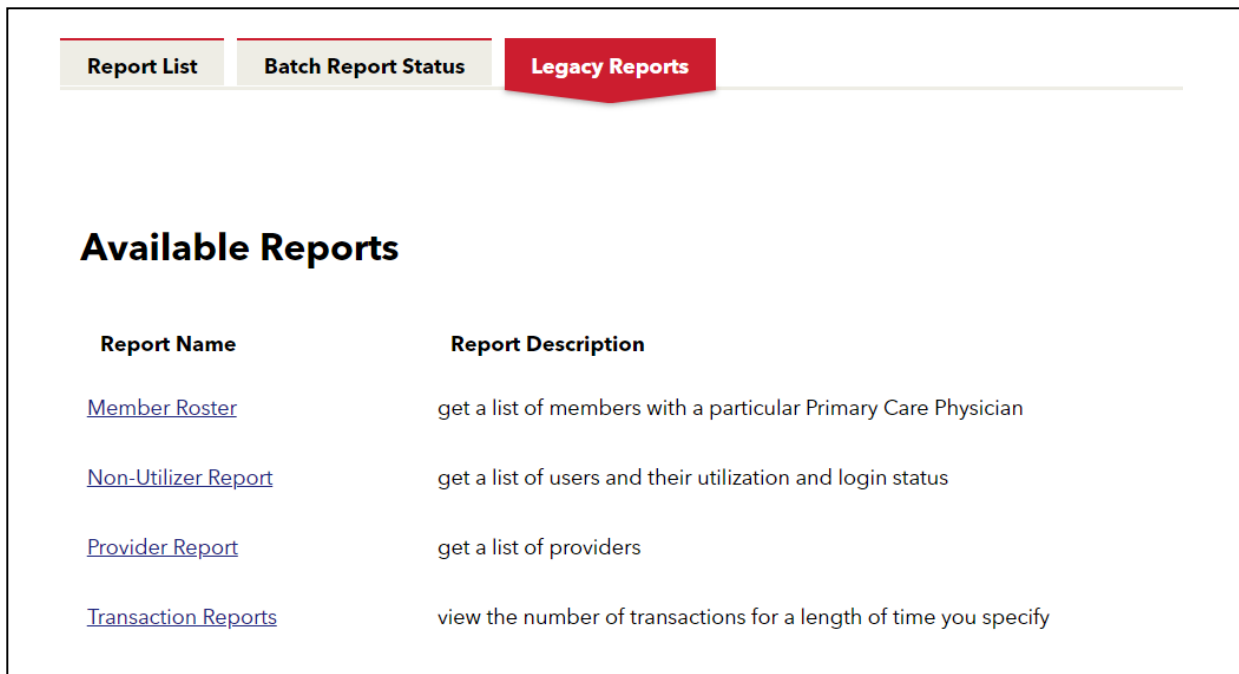 Report List Batch Report Status Legacy Reports
Available Reports
Report Name Report Description
Member Roster get a list of members with a particular Primary Care Physician
Non-Utilizer Report get a list of users and their utilization and login status
Provider Report get a list of providers
Transaction Reports view the number of transactions for a length of time you specify